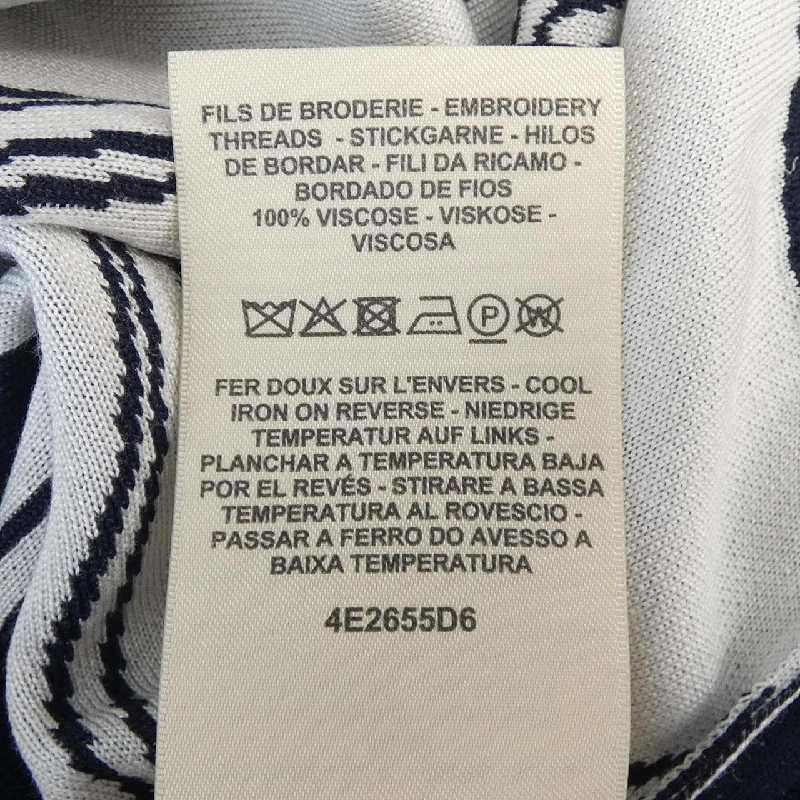 FILS DE BRODERIE - EMBROIDERY
THREADS - STICKGARNE - HILOS
DE BORDAR - FILI DA RICAMO -
BORDADO DE FIOS
100% VISCOSE - VISKOSE -
VISCOSA
P W
FER DOUX SUR L'ENVERS - COOL
IRON ON REVERSE - NIEDRIGE
TEMPERATUR AUF LINKS -
PLANCHAR A TEMPERATURA BAJA
POR EL REVÉS - STIRARE A BASSA
TEMPERATURA AL ROVESCIO -
PASSAR A FERRO DO AVESSO A
BAIXA TEMPERATURA
4E2655D6